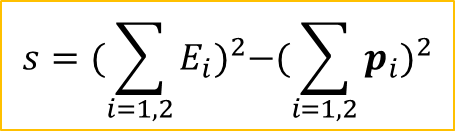 s = (∑_{i=1,2} E_i)²−(∑_{i=1,2} 𝒑_i)²